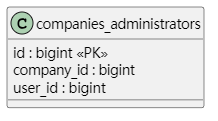 C companies_administrators
id : bigint «PK»
company_id : bigint
user_id : bigint